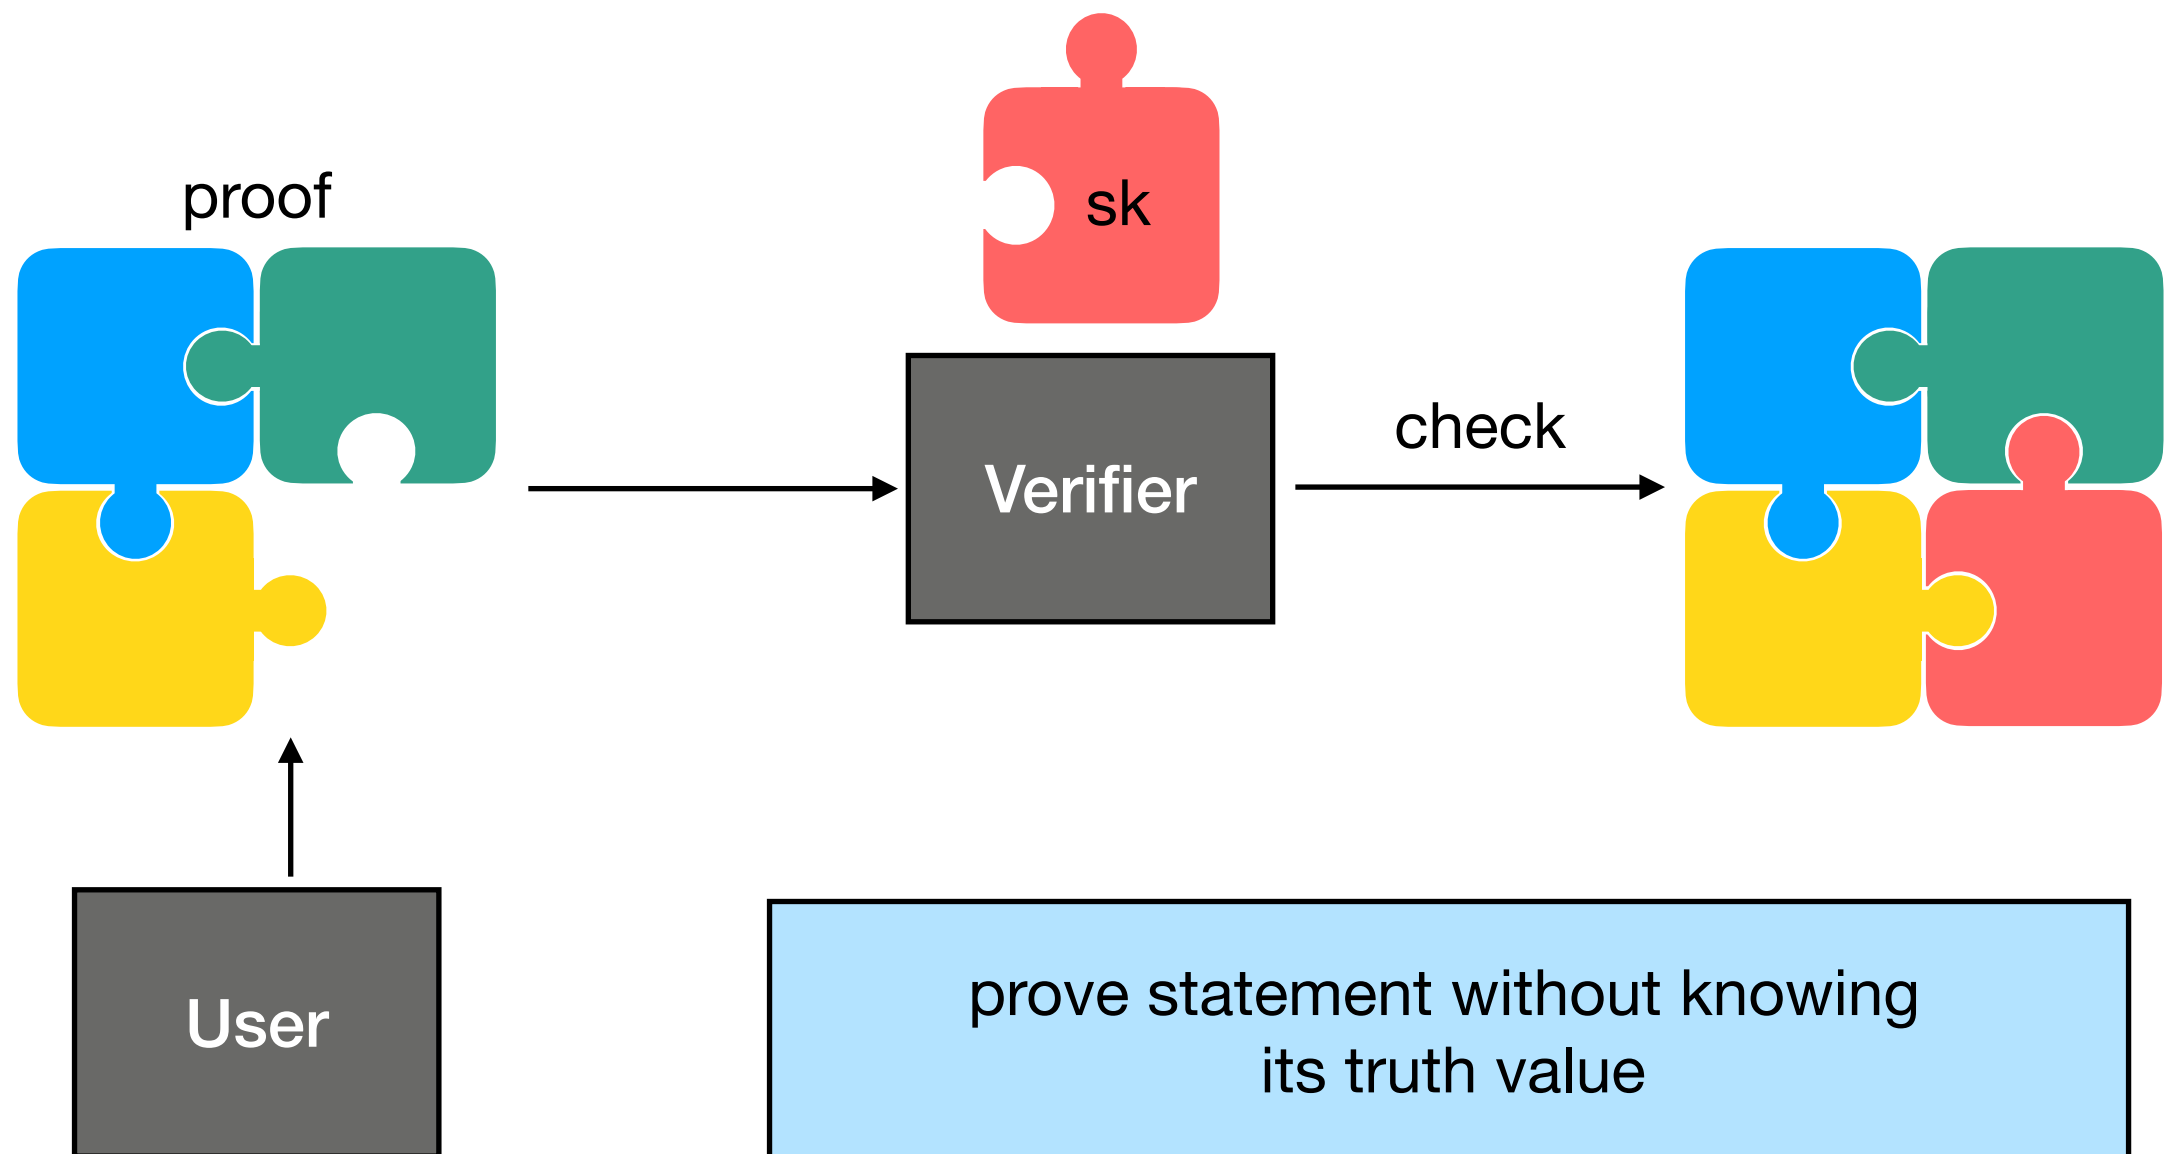 proof
sk
Verifier
check
User
prove statement without knowing
its truth value